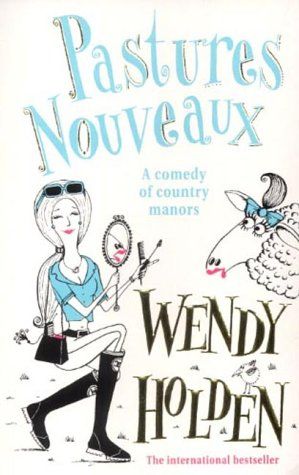 Pastures
Nouveaux
A comedy
of country
manors
WENDY
HOLDEN
The international bestseller